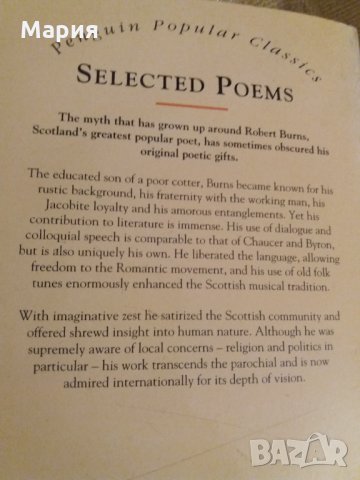 Мария
Penguin Popular Classics
SELECTED POEMS
The myth that has grown up around Robert Burns,
Scotland's greatest popular poet, has sometimes obscured his
original poetic gifts.
The educated son of a poor cotter, Burns became known for his
rustic background, his fraternity with the working man, his
Jacobite loyalty and his amorous entanglements. Yet his
contribution to literature is immense. His use of dialogue and
colloquial speech is comparable to that of Chaucer and Byron,
but is also uniquely his own. He liberated the language, allowing
freedom to the Romantic movement, and his use of old folk
tunes enormously enhanced the Scottish musical tradition.
With imaginative zest he satirized the Scottish community and
offered shrewd insight into human nature. Although he was
supremely aware of local concerns – religion and politics in
particular – his work transcends the parochial and is now
admired internationally for its depth of vision.
BAZAR